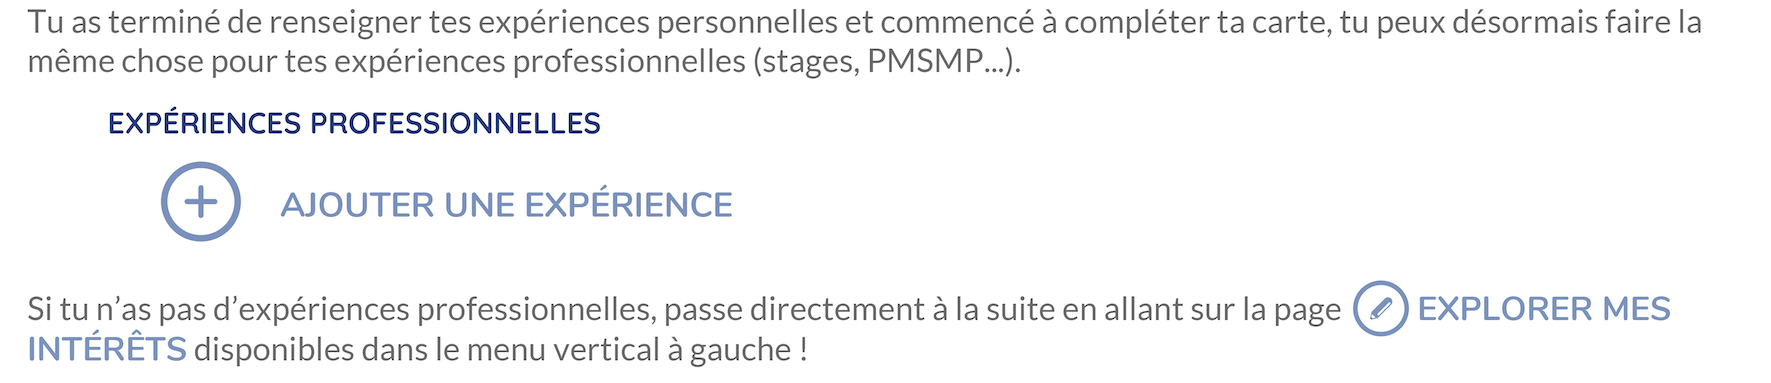 Tu as terminé de renseigner tes expériences personnelles et commencé à compléter ta carte, tu peux désormais faire la
même chose pour tes expériences professionnelles (stages, PMSMP...).
EXPÉRIENCES PROFESSIONNELLES
AJOUTER UNE EXPÉRIENCE
Si tu n’as pas d’expériences professionnelles, passe directement à la suite en allant sur la page EXPLORER MES
INTÉRÊTS disponibles dans le menu vertical à gauche !